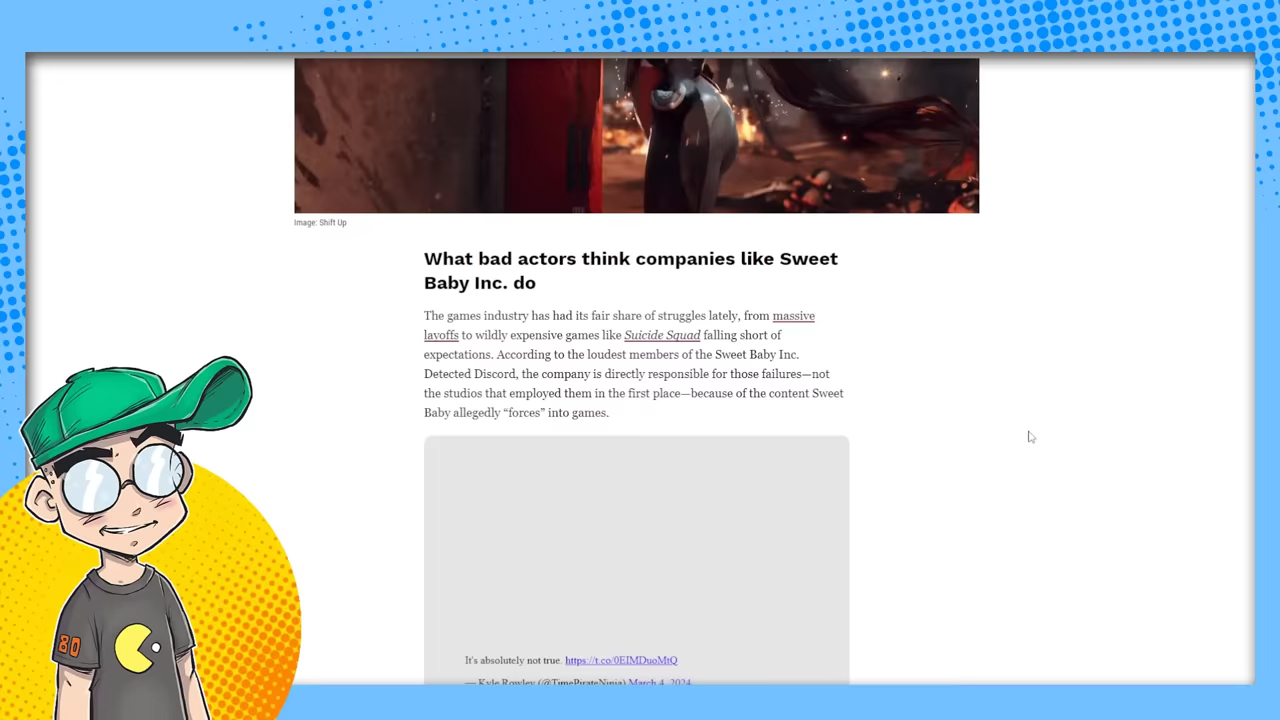 Image: Shift Up
What bad actors think companies like Sweet
Baby Inc. do
The games industry has had its fair share of struggles lately, from massive
layoffs to wildly expensive games like Suicide Squad falling short of
expectations. According to the loudest members of the Sweet Baby Inc.
Detected Discord, the company is directly responsible for those failures—not
the studios that employed them in the first place—because of the content Sweet
Baby allegedly “forces” into games.
It's absolutely not true. https://t.co/0EIMDuoMtQ
— Kyle Rowley (@TimePirateNinja) March 4, 2024
80